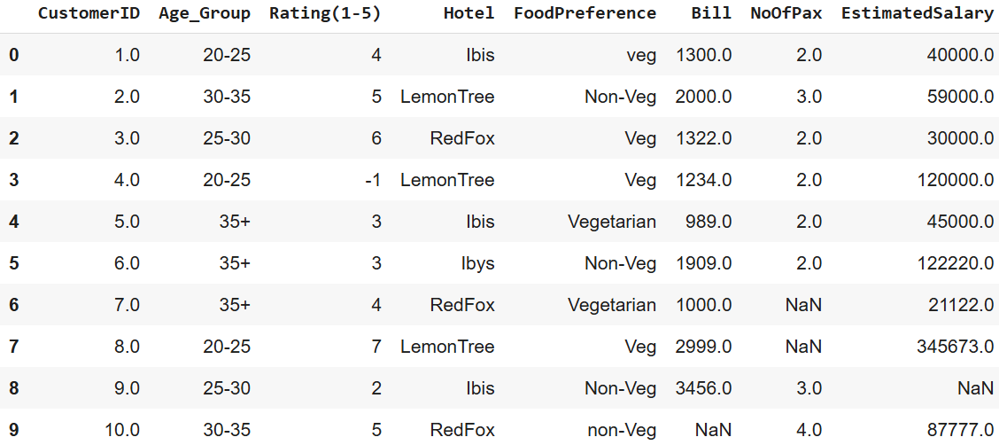 CustomerID Age_Group Rating(1-5) Hotel FoodPreference Bill NoOfPax EstimatedSalary
0 1.0 20-25 4 Ibis veg 1300.0 2.0 40000.0
1 2.0 30-35 5 LemonTree Non-Veg 2000.0 3.0 59000.0
2 3.0 25-30 6 RedFox Veg 1322.0 2.0 30000.0
3 4.0 20-25 -1 LemonTree Veg 1234.0 2.0 120000.0
4 5.0 35+ 3 Ibis Vegetarian 989.0 2.0 45000.0
5 6.0 35+ 3 Ibys Non-Veg 1909.0 2.0 122220.0
6 7.0 35+ 4 RedFox Vegetarian 1000.0 NaN 21122.0
7 8.0 20-25 7 LemonTree Veg 2999.0 NaN 345673.0
8 9.0 25-30 2 Ibis Non-Veg 3456.0 3.0 NaN
9 10.0 30-35 5 RedFox non-Veg NaN 4.0 87777.0